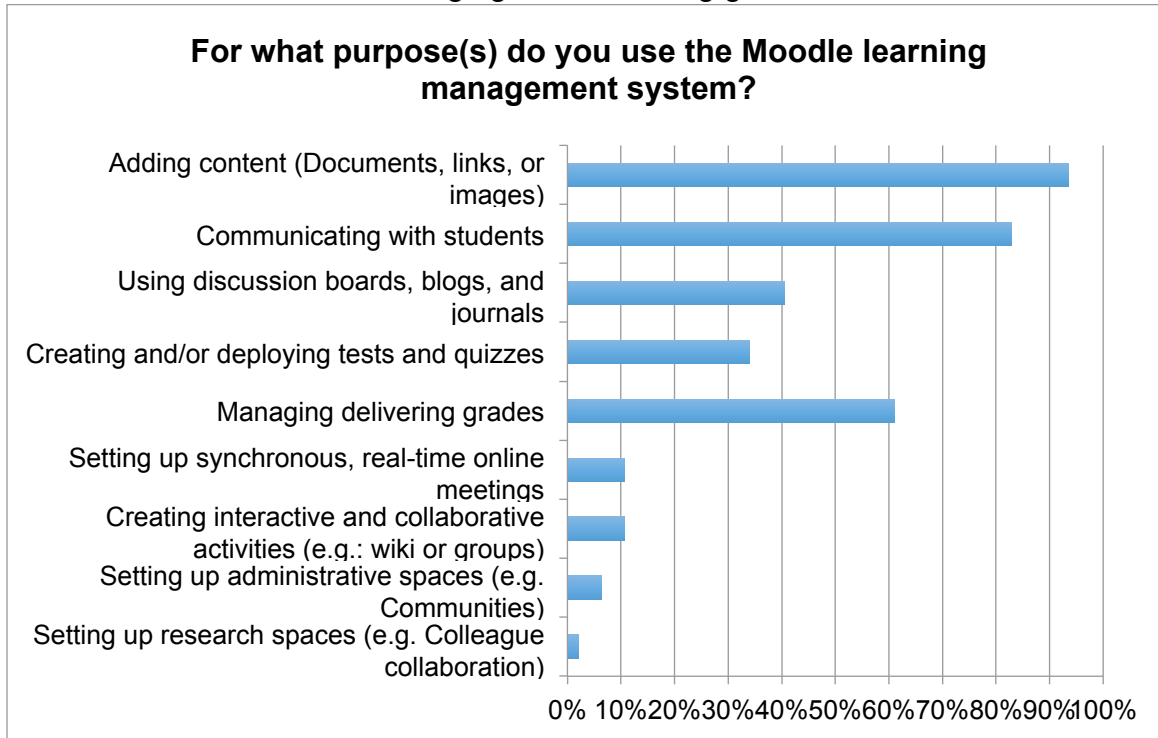 For what purpose(s) do you use the Moodle learning
management system?
Adding content (Documents, links, or
images)
Communicating with students
Using discussion boards, blogs, and
journals
Creating and/or deploying tests and quizzes
Managing delivering grades
Setting up synchronous, real-time online
meetings
Creating interactive and collaborative
activities (e.g.: wiki or groups)
Setting up administrative spaces (e.g.
Communities)
Setting up research spaces (e.g. Colleague
collaboration)
0% 10% 20% 30% 40% 50% 60% 70% 80% 90% 100%